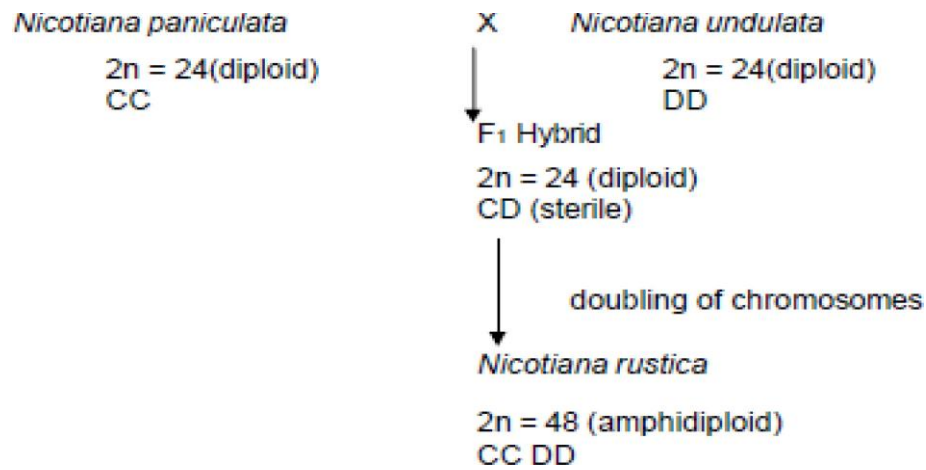 Nicotiana paniculata X Nicotiana undulata
2n = 24(diploid) 2n = 24(diploid)
CC DD
F₁ Hybrid
2n = 24 (diploid)
CD (sterile)
doubling of chromosomes
Nicotiana rustica
2n = 48 (amphidiploid)
CC DD